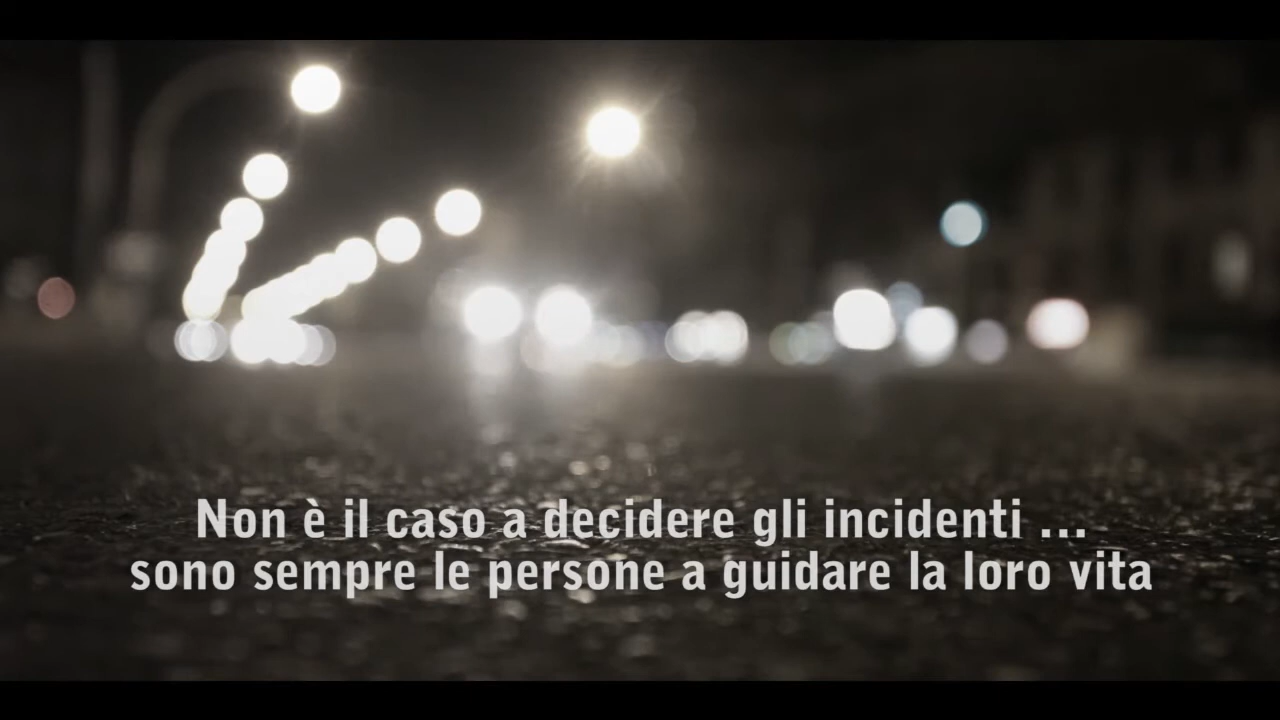 Non è il caso a decidere gli incidenti ...
sono sempre le persone a guidare la loro vita